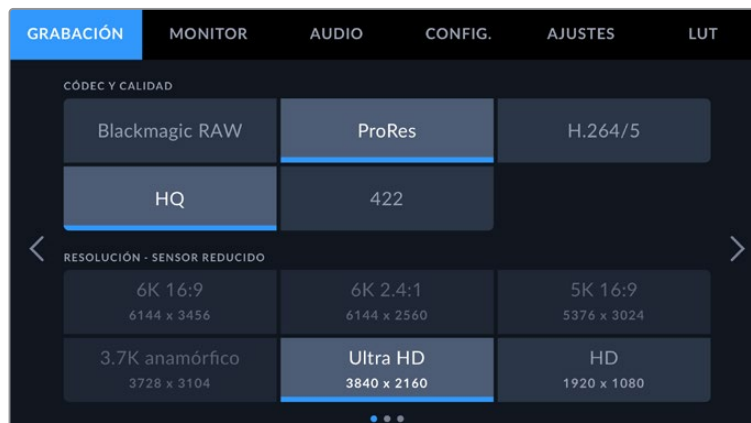 GRABACIÓN MONITOR AUDIO CONFIG. AJUSTES LUT
CÓDEC Y CALIDAD
Blackmagic RAW ProRes H.264/5
HQ 422
RESOLUCIÓN - SENSOR REDUCIDO
6K 16:9 6K 2.4:1 5K 16:9
6144 x 3456 6144 x 2560 5376 x 3024
3.7K anamórfico Ultra HD HD
3728 x 3104 3840 x 2160 1920 x 1080